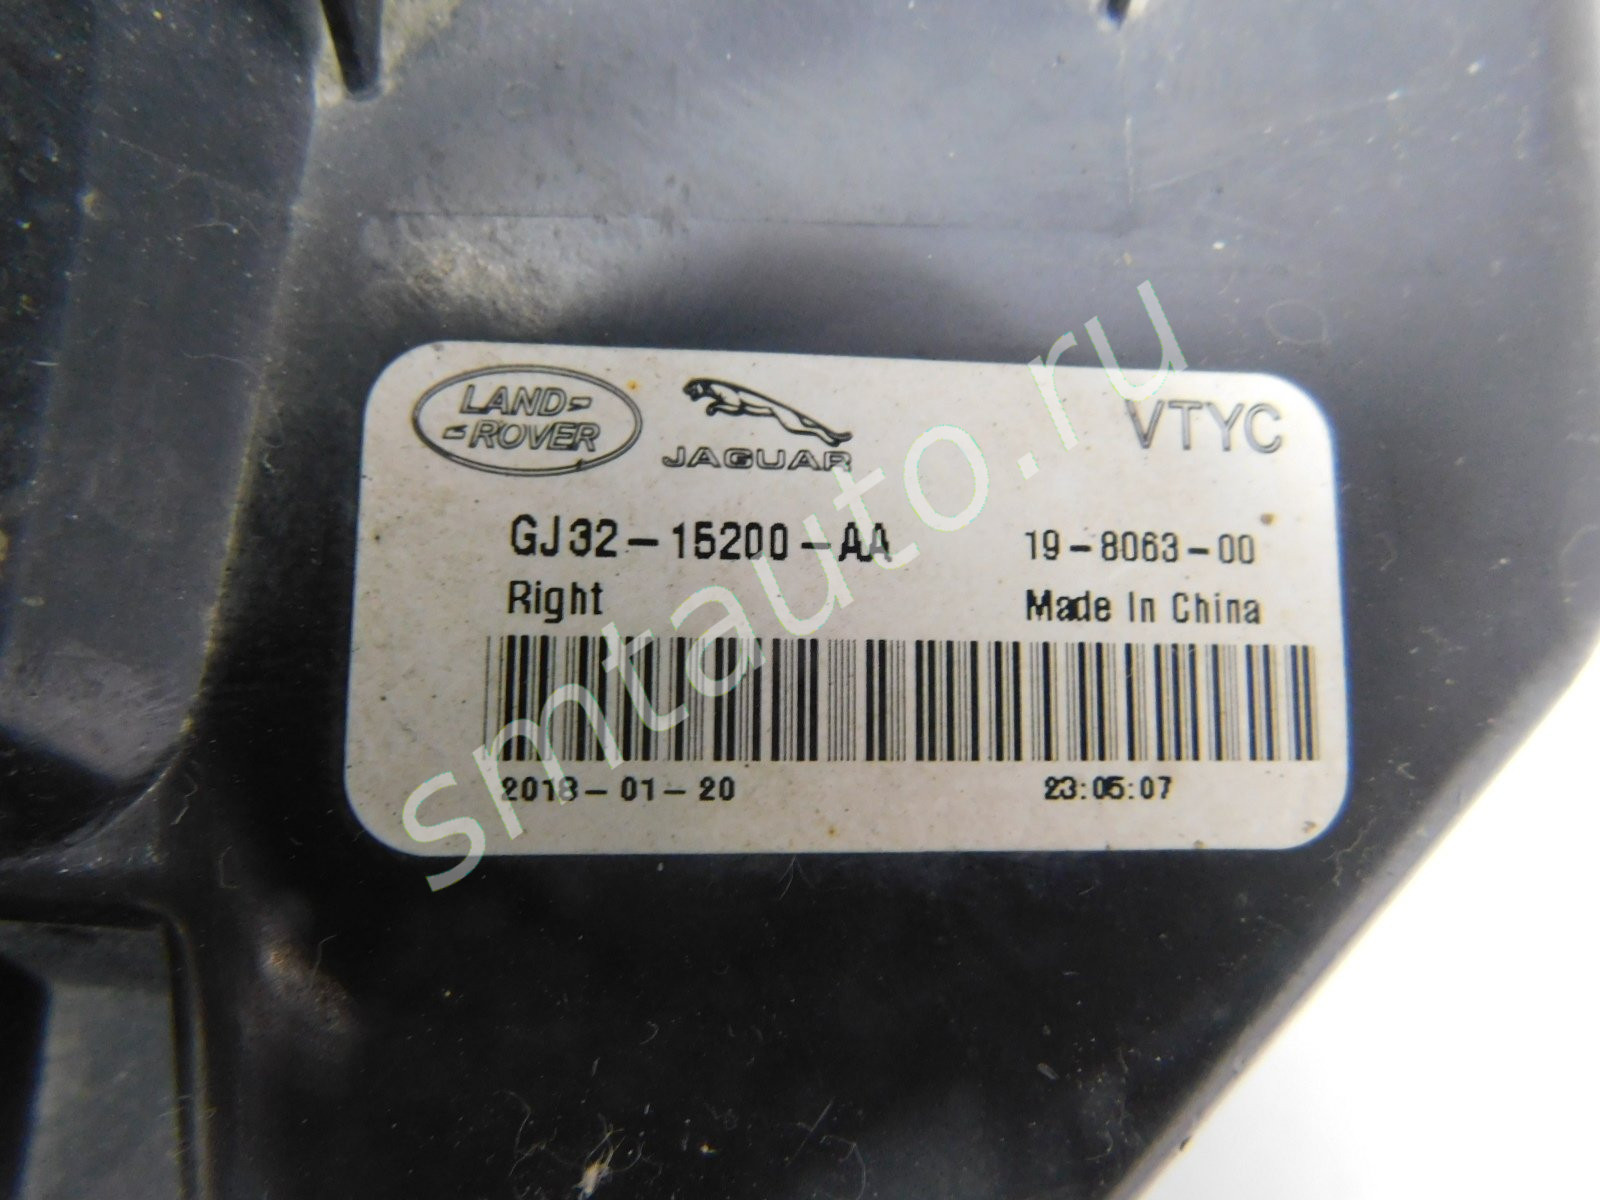 LAND-
-ROVER
JAGUAR
VTYC
GJ32-15200-AA
19-8063-00
Right
Made In China
2018-01-20
23:05:07
smtauto.ru